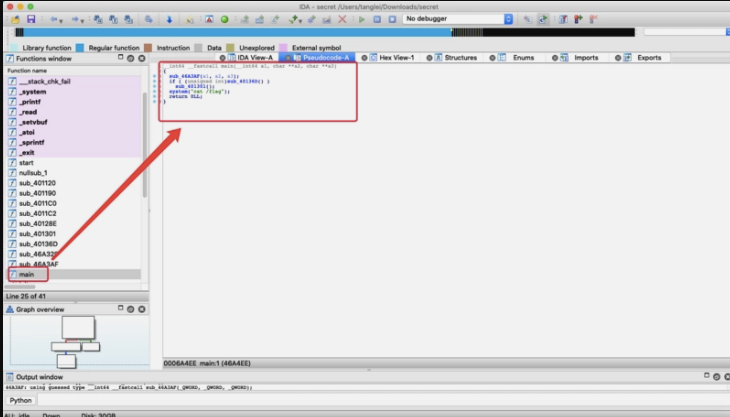 IDA - secret /Users/tanglei/Downloads/secret
No debugger
Library function Regular function Instruction Data Unexplored External symbol
Functions window
IDA View-A Pseudocode-A Hex View-1 Structures Enums Imports Exports
Function name
___stack_chk_fail
_system
_printf
_read
_setvbuf
_atoi
_sprintf
_exit
start
nullsub_1
sub_401120
sub_401190
sub_4011C0
sub_4011C2
sub_40128E
sub_401301
sub_40136D
sub_46A3AF
main
__int64 __fastcall main(__int64 a1, char **a2, char **a3)
{
sub_46A3AF(a1, a2, a3);
if ( (unsigned int)sub_40136D() )
sub_401301();
system("cat /flag");
return 0LL;
}
Line 25 of 41
Graph overview
0006A4EE main:1 (46A4EE)
Output window
46A3AF: using guessed type __int64 __fastcall sub_46A3AF(_QWORD, _QWORD, _QWORD);
Python
AU: idle Down Disk: 30GB